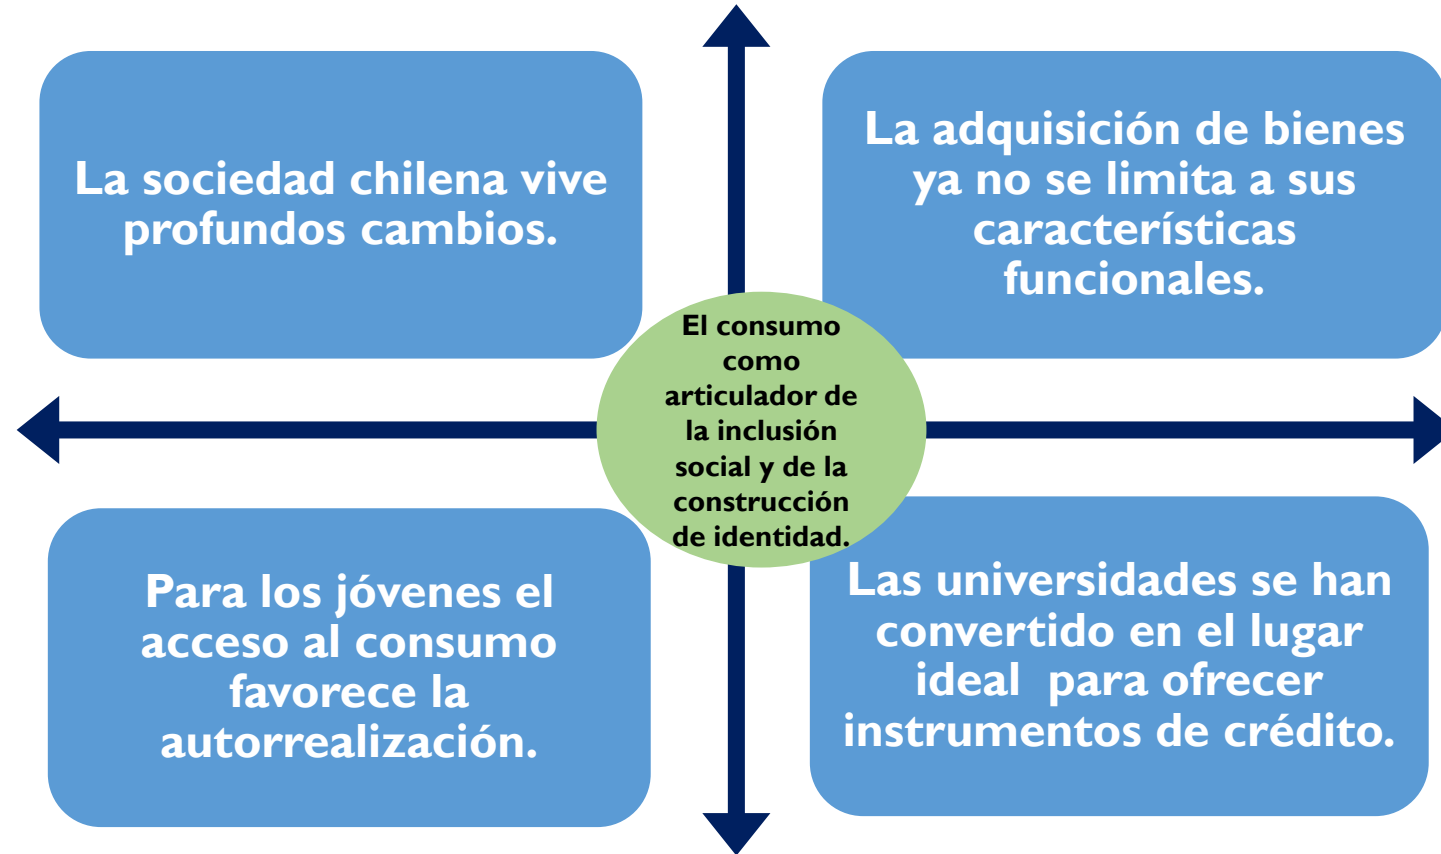 La sociedad chilena vive
profundos cambios.
La adquisición de bienes
ya no se limita a sus
características
funcionales.
El consumo
como
articulador de
la inclusión
social y de la
construcción
de identidad.
Para los jóvenes el
acceso al consumo
favorece la
autorrealización.
Las universidades se han
convertido en el lugar
ideal  para ofrecer
instrumentos de crédito.